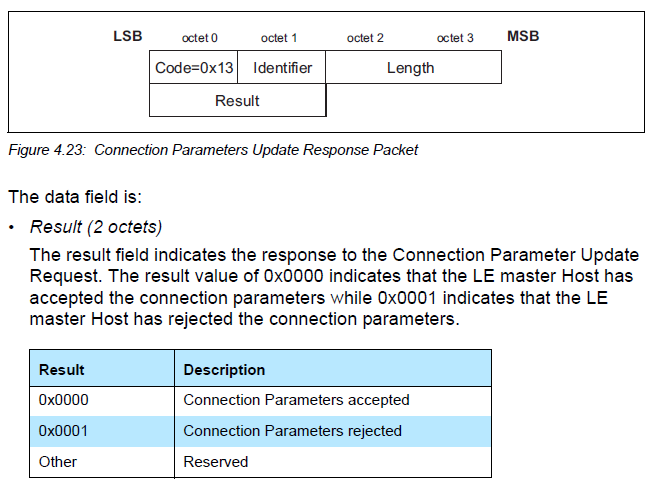 LSB octet 0 octet 1 octet 2 octet 3 MSB
Code=0x13 Identifier Length
Result
Figure 4.23: Connection Parameters Update Response Packet
The data field is:
• Result (2 octets)
The result field indicates the response to the Connection Parameter Update
Request. The result value of 0x0000 indicates that the LE master Host has
accepted the connection parameters while 0x0001 indicates that the LE
master Host has rejected the connection parameters.
Result Description
0x0000 Connection Parameters accepted
0x0001 Connection Parameters rejected
Other Reserved